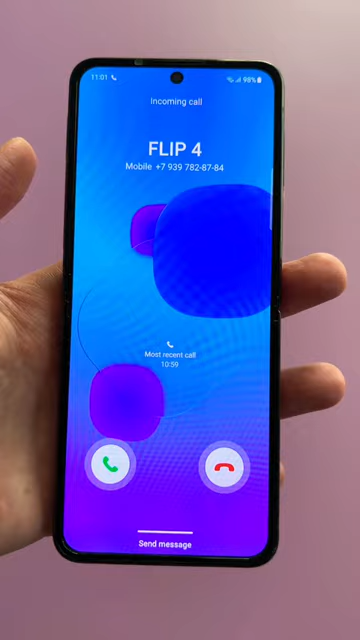 11:01 98%
Incoming call
FLIP 4
Mobile +7 939 782-87-84
Most recent call
10:59
Send message